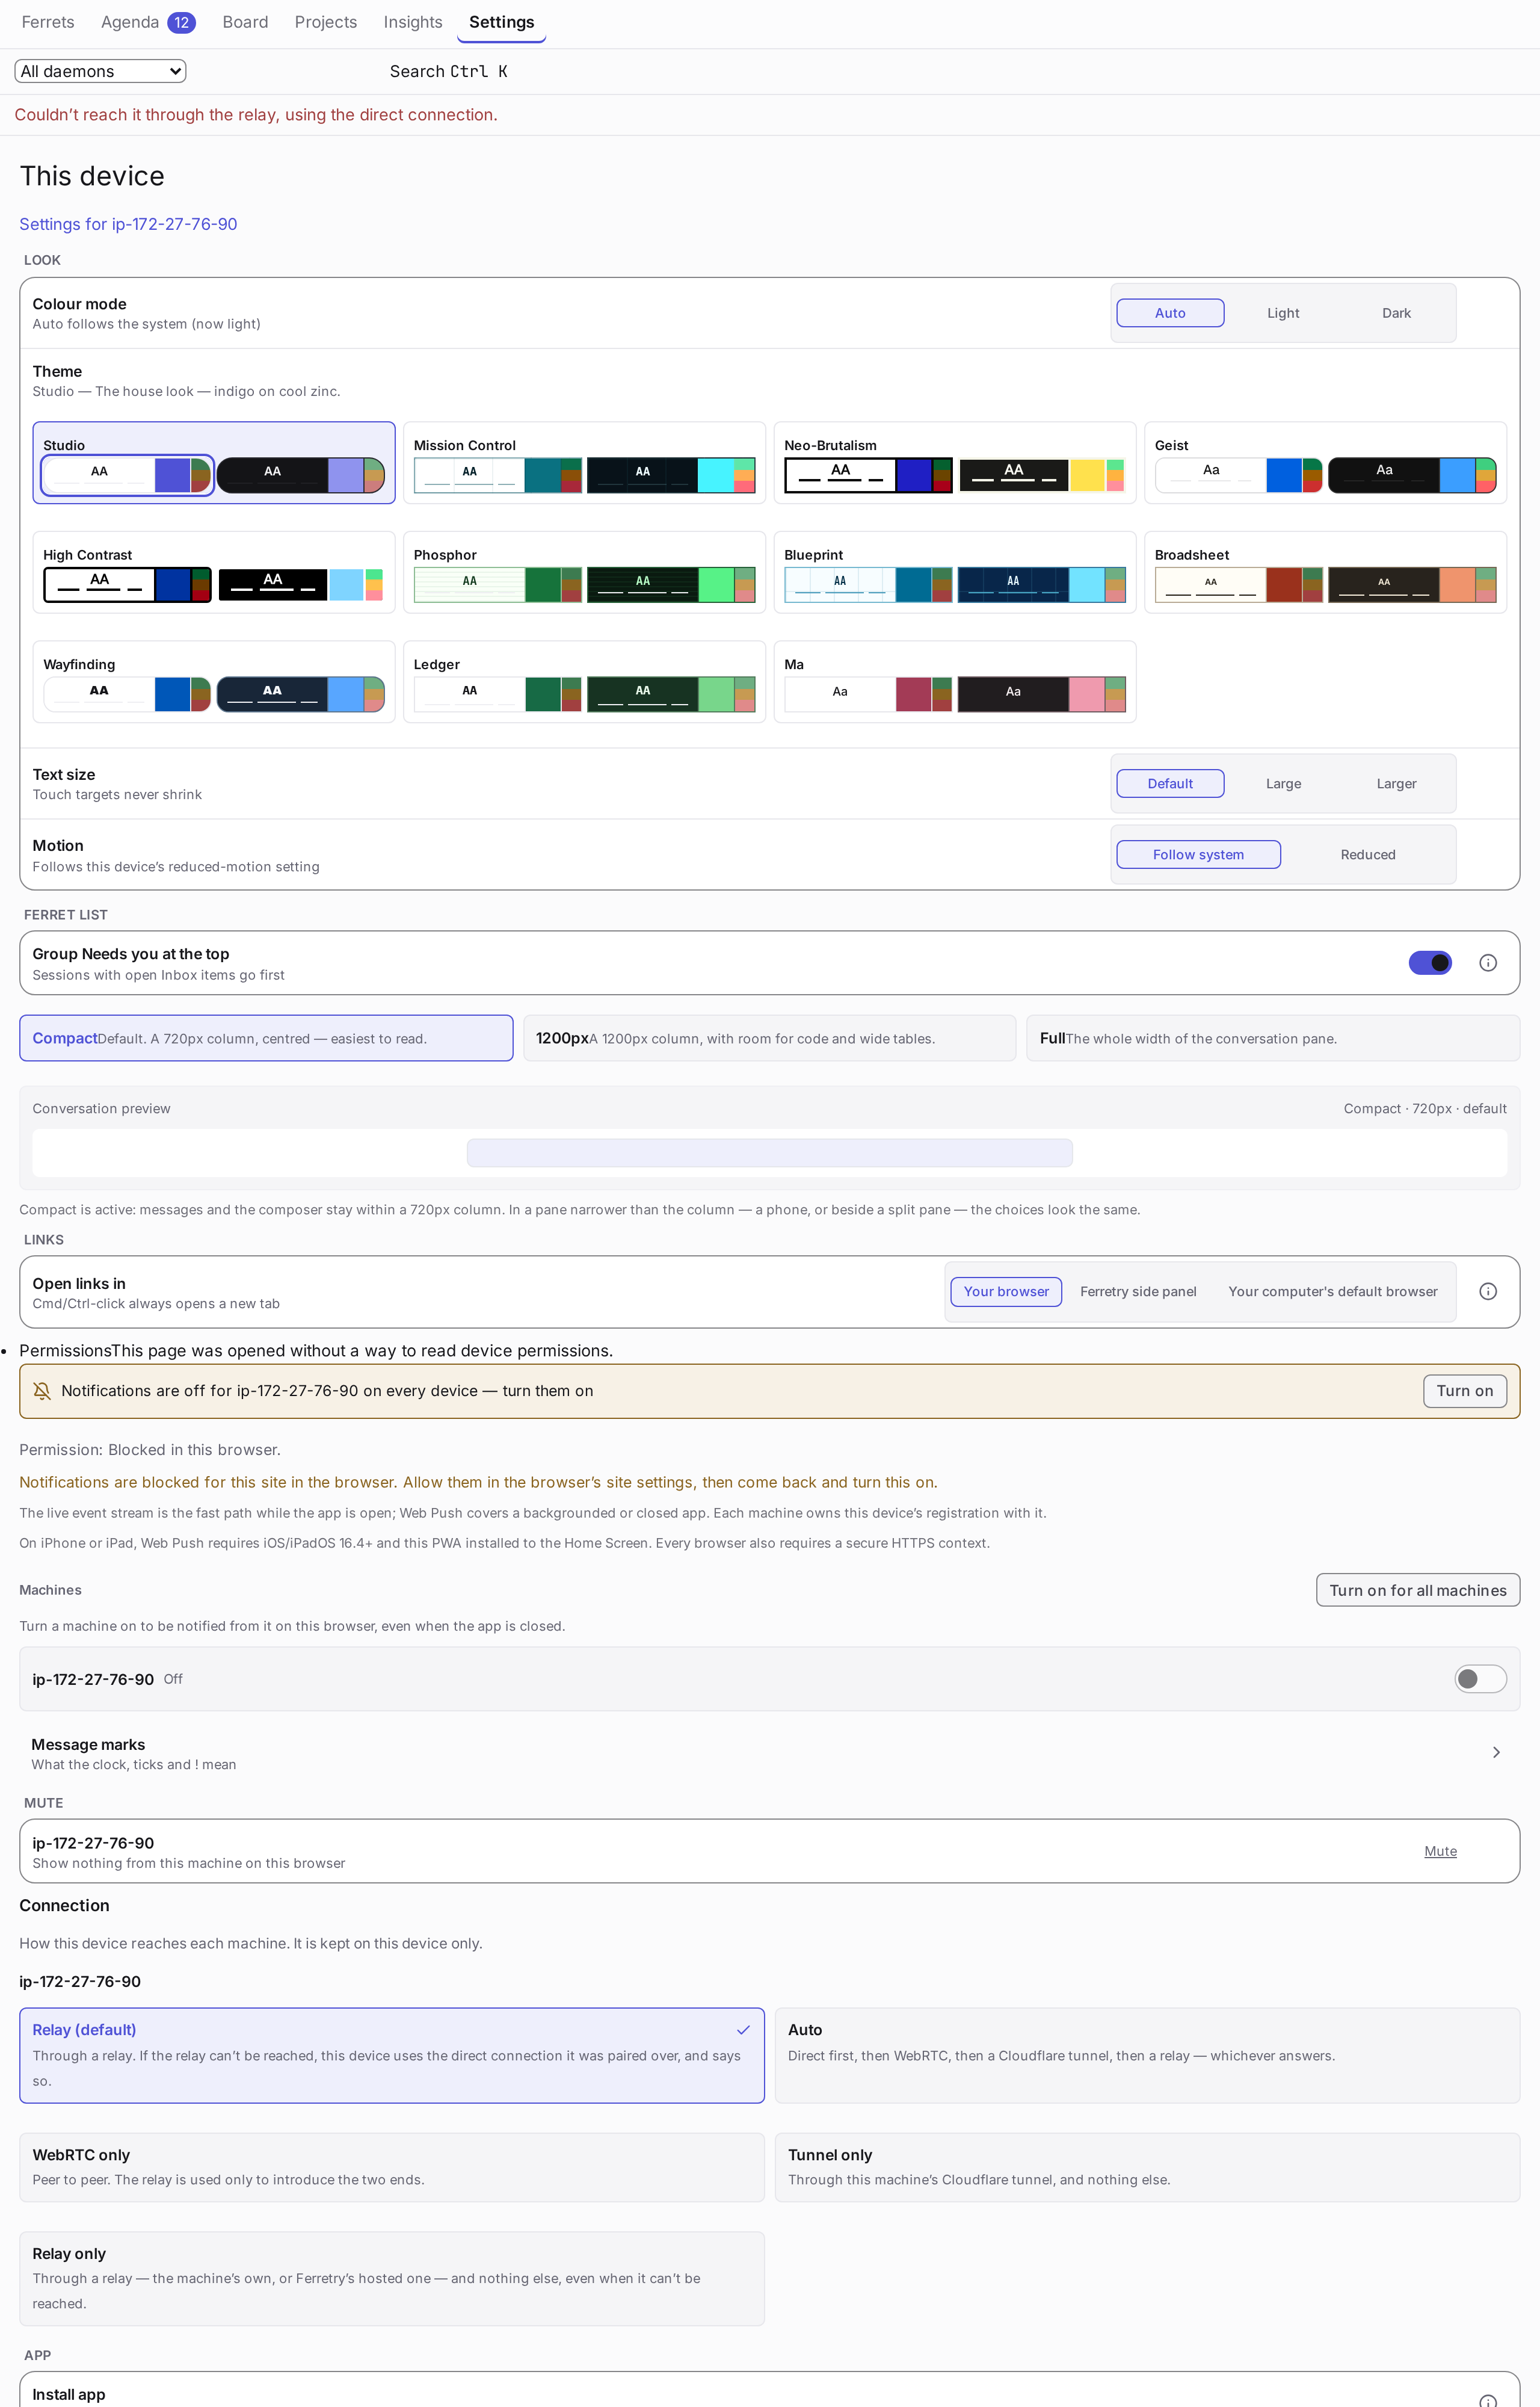 Ferrets Agenda 12 Board Projects Insights Settings
All daemons Search Ctrl K
Couldn’t reach it through the relay, using the direct connection.
This device
Settings for ip-172-27-76-90
LOOK
Colour mode
Auto follows the system (now light)
Auto Light Dark
Theme
Studio — The house look — indigo on cool zinc.
Studio
AA AA
Mission Control
AA AA
Neo-Brutalism
AA AA
Geist
Aa Aa
High Contrast
AA AA
Phosphor
AA AA
Blueprint
AA AA
Broadsheet
AA AA
Wayfinding
AA AA
Ledger
AA AA
Ma
Aa Aa
Text size
Touch targets never shrink
Default Large Larger
Motion
Follows this device’s reduced-motion setting
Follow system Reduced
FERRET LIST
Group Needs you at the top
Sessions with open Inbox items go first
CompactDefault. A 720px column, centred — easiest to read.
1200pxA 1200px column, with room for code and wide tables.
FullThe whole width of the conversation pane.
Conversation preview Compact · 720px · default
Compact is active: messages and the composer stay within a 720px column. In a pane narrower than the column — a phone, or beside a split pane — the choices look the same.
LINKS
Open links in
Cmd/Ctrl-click always opens a new tab
Your browser Ferretry side panel Your computer's default browser
• PermissionsThis page was opened without a way to read device permissions.
Notifications are off for ip-172-27-76-90 on every device — turn them on Turn on
Permission: Blocked in this browser.
Notifications are blocked for this site in the browser. Allow them in the browser’s site settings, then come back and turn this on.
The live event stream is the fast path while the app is open; Web Push covers a backgrounded or closed app. Each machine owns this device’s registration with it.
On iPhone or iPad, Web Push requires iOS/iPadOS 16.4+ and this PWA installed to the Home Screen. Every browser also requires a secure HTTPS context.
Machines Turn on for all machines
Turn a machine on to be notified from it on this browser, even when the app is closed.
ip-172-27-76-90 Off
Message marks
What the clock, ticks and ! mean
MUTE
ip-172-27-76-90
Show nothing from this machine on this browser
Mute
Connection
How this device reaches each machine. It is kept on this device only.
ip-172-27-76-90
Relay (default)
Through a relay. If the relay can’t be reached, this device uses the direct connection it was paired over, and says
so.
Auto
Direct first, then WebRTC, then a Cloudflare tunnel, then a relay — whichever answers.
WebRTC only
Peer to peer. The relay is used only to introduce the two ends.
Tunnel only
Through this machine’s Cloudflare tunnel, and nothing else.
Relay only
Through a relay — the machine’s own, or Ferretry’s hosted one — and nothing else, even when it can’t be
reached.
APP
Install app